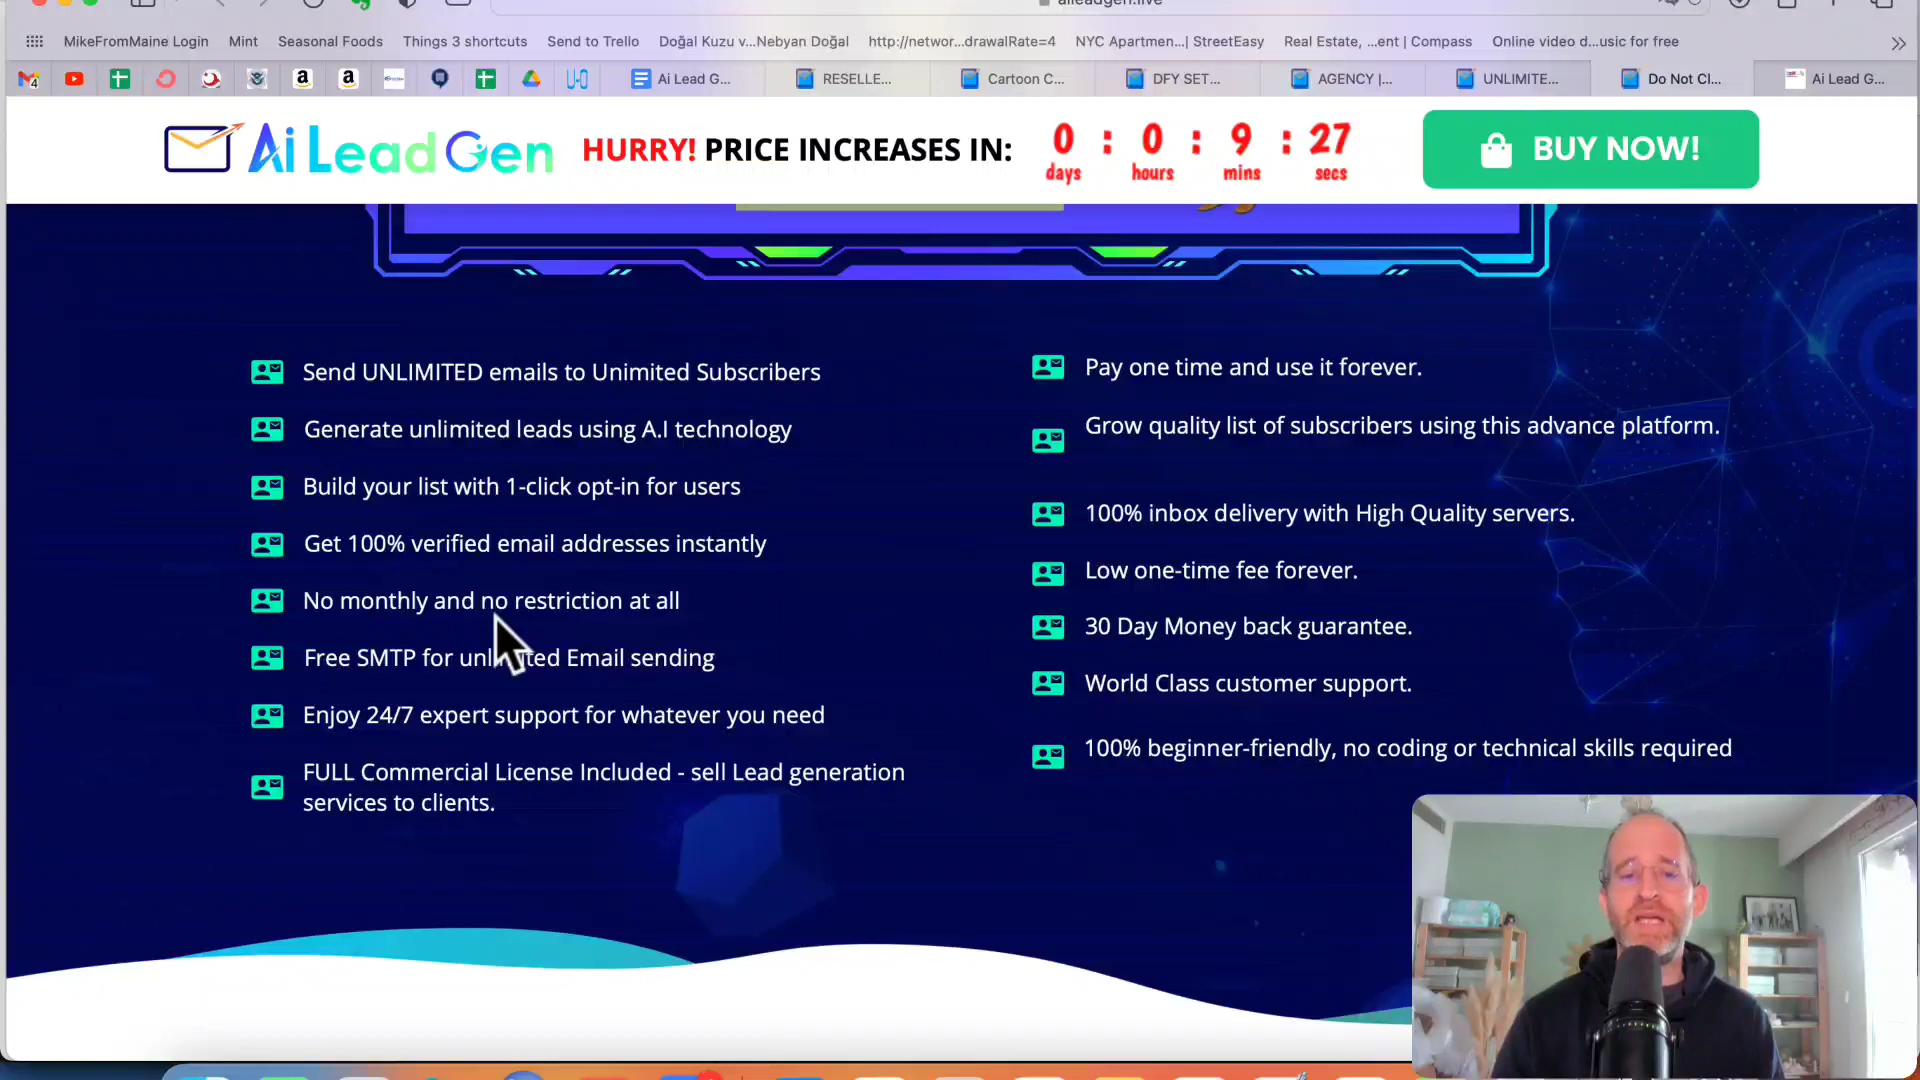 aileadgen.live
MikeFromMaine Login Mint Seasonal Foods Things 3 shortcuts Send to Trello Doğal Kuzu v...Nebyan Doğal http://networ...drawalRate=4 NYC Apartmen...| StreetEasy Real Estate, ...ent | Compass Online video d...usic for free
4 Ai Lead G... RESELLE... Cartoon C... DFY SET... AGENCY |... UNLIMITE... Do Not Cl... Ai Lead G...
Ai Lead Gen HURRY! PRICE INCREASES IN: 0 : 0 : 9 : 27 BUY NOW!
days hours mins secs
Send UNLIMITED emails to Unimited Subscribers
Generate unlimited leads using A.I technology
Build your list with 1-click opt-in for users
Get 100% verified email addresses instantly
No monthly and no restriction at all
Free SMTP for unlimited Email sending
Enjoy 24/7 expert support for whatever you need
FULL Commercial License Included - sell Lead generation
services to clients.
Pay one time and use it forever.
Grow quality list of subscribers using this advance platform.
100% inbox delivery with High Quality servers.
Low one-time fee forever.
30 Day Money back guarantee.
World Class customer support.
100% beginner-friendly, no coding or technical skills required